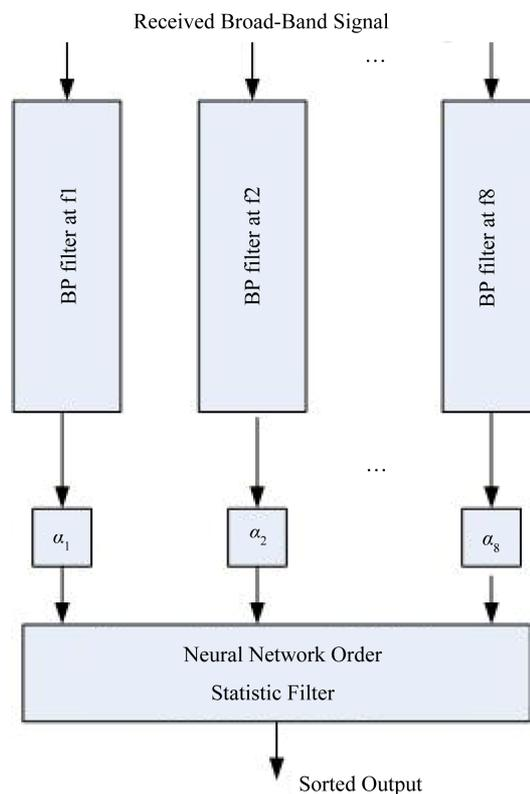 Received Broad-Band Signal
...
BP filter at f1
BP filter at f2
BP filter at f8
...
α1
α2
α8
Neural Network Order
Statistic Filter
Sorted Output